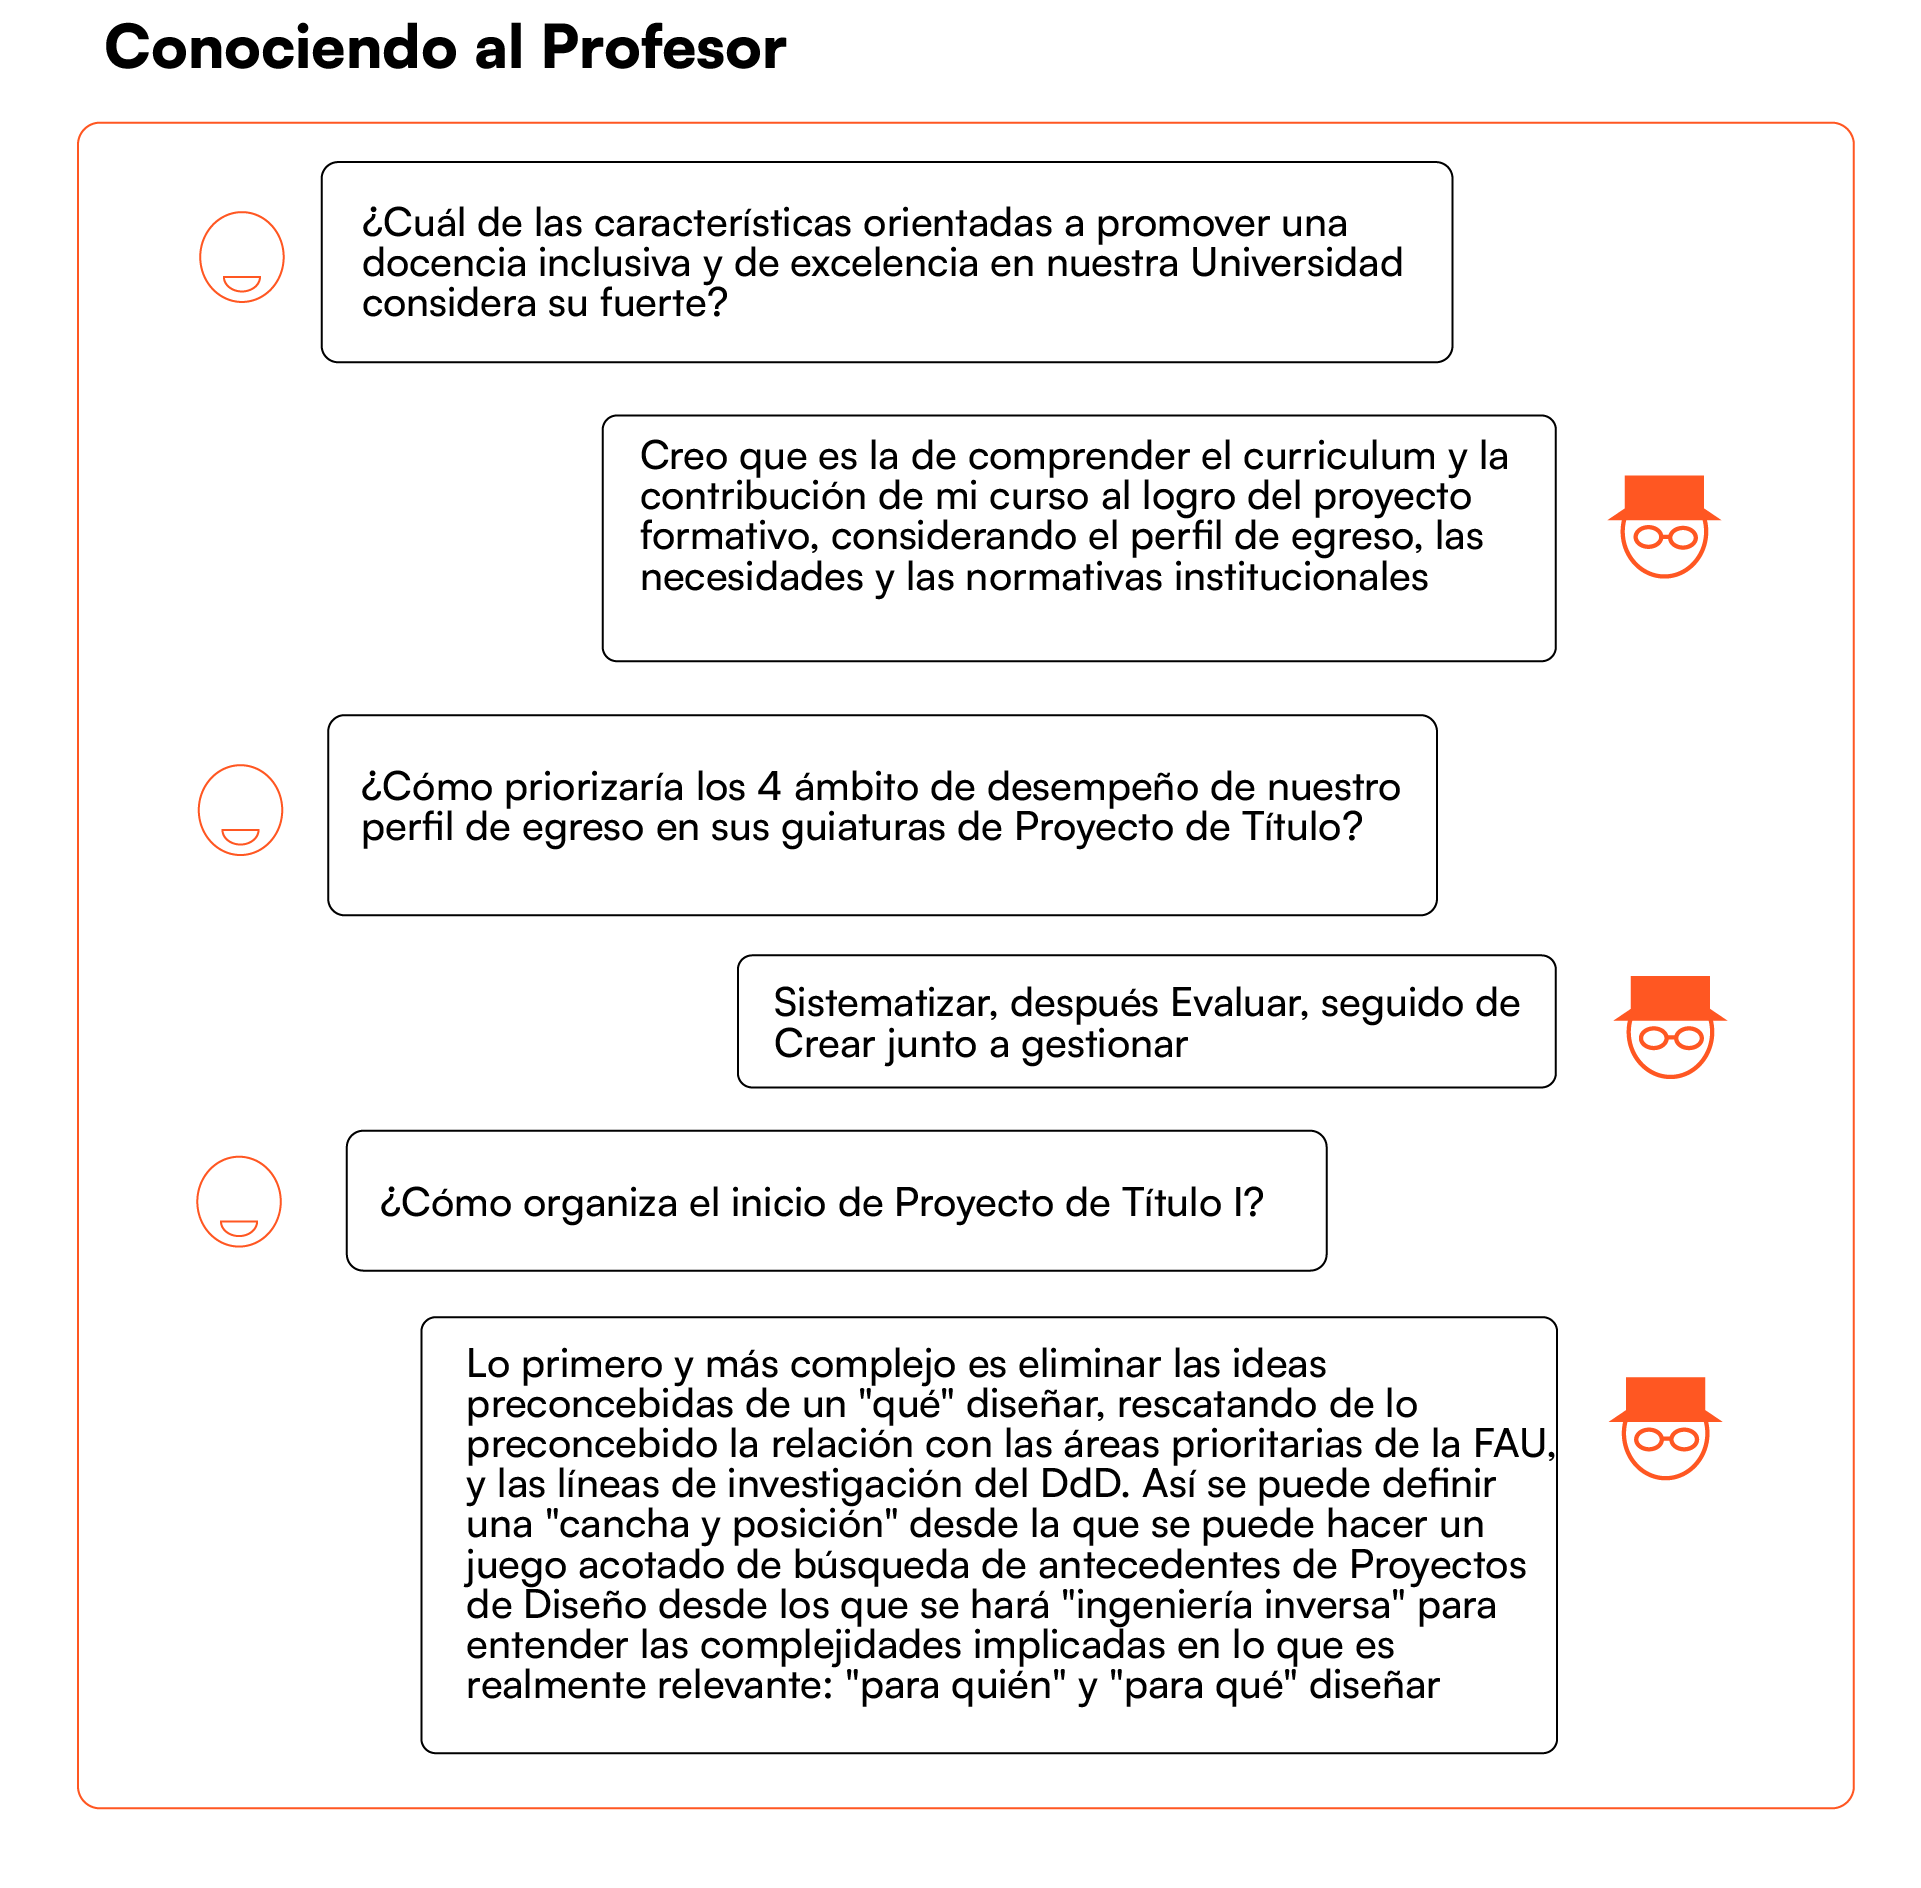 Conociendo al Profesor
¿Cuál de las características orientadas a promover una
docencia inclusiva y de excelencia en nuestra Universidad
considera su fuerte?
Creo que es la de comprender el curriculum y la
contribución de mi curso al logro del proyecto
formativo, considerando el perfil de egreso, las
necesidades y las normativas institucionales
¿Cómo priorizaría los 4 ámbito de desempeño de nuestro
perfil de egreso en sus guiaturas de Proyecto de Título?
Sistematizar, después Evaluar, seguido de
Crear junto a gestionar
¿Cómo organiza el inicio de Proyecto de Título I?
Lo primero y más complejo es eliminar las ideas
preconcebidas de un "qué" diseñar, rescatando de lo
preconcebido la relación con las áreas prioritarias de la FAU,
y las líneas de investigación del DdD. Así se puede definir
una "cancha y posición" desde la que se puede hacer un
juego acotado de búsqueda de antecedentes de Proyectos
de Diseño desde los que se hará "ingeniería inversa" para
entender las complejidades implicadas en lo que es
realmente relevante: "para quién" y "para qué" diseñar